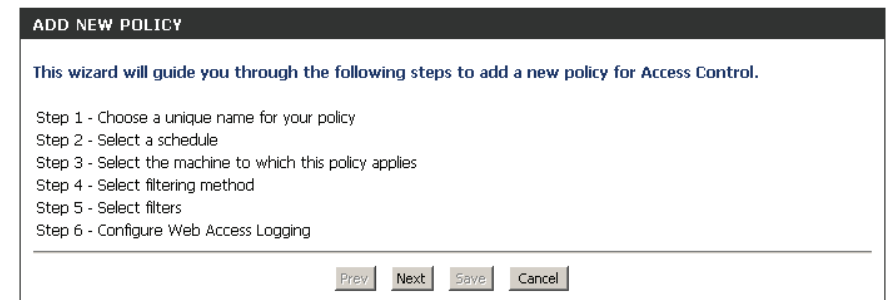 ADD NEW POLICY
This wizard will guide you through the following steps to add a new policy for Access Control.
Step 1 - Choose a unique name for your policy
Step 2 - Select a schedule
Step 3 - Select the machine to which this policy applies
Step 4 - Select filtering method
Step 5 - Select filters
Step 6 - Configure Web Access Logging
Prev Next Save Cancel